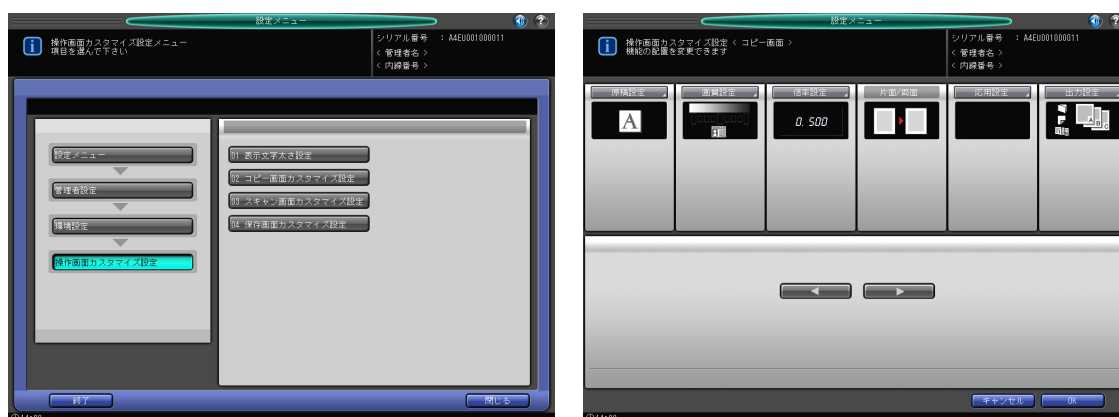 設定メニュー
操作画面カスタマイズ設定メニュー
項目を選んで下さい
シリアル番号 : A4EU001000011
< 管理者名 >
< 内線番号 >
設定メニュー
管理者設定
環境設定
操作画面カスタマイズ設定
01 表示文字太さ設定
02 コピー画面カスタマイズ設定
03 スキャン画面カスタマイズ設定
04 保存画面カスタマイズ設定
終了
閉じる
設定メニュー
操作画面カスタマイズ設定 < コピー画面 >
機能の配置を変更できます
シリアル番号 : A4EU001000011
< 管理者名 >
< 内線番号 >
原稿設定
画質設定
倍率設定
片面/両面
応用設定
出力設定
A
0. 500
キャンセル
OK